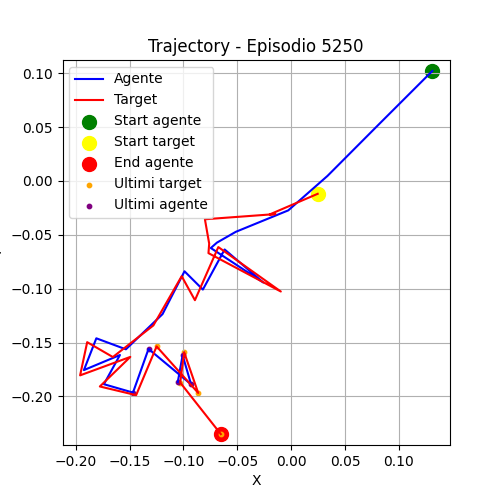 Trajectory - Episodio 5250
Agente
Target
Start agente
Start target
End agente
Ultimi target
Ultimi agente
0.10
0.05
0.00
−0.05
−0.10
−0.15
−0.20
−0.20 −0.15 −0.10 −0.05 0.00 0.05 0.10
X